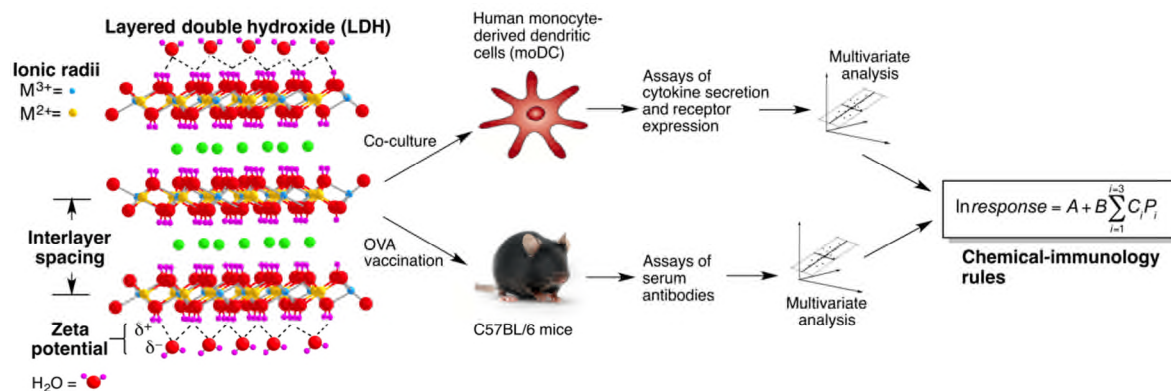 Layered double hydroxide (LDH)
Ionic radii
M3+=
M2+=
Interlayer
spacing
Zeta
potential
δ+
δ−
H2O =
Co-culture
OVA
vaccination
Human monocyte-
derived dendritic
cells (moDC)
C57BL/6 mice
Assays of
cytokine secretion
and receptor
expression
Assays of
serum
antibodies
Multivariate
analysis
Multivariate
analysis
ln response = A + B ∑ i=1 i=3 CiPi
Chemical-immunology
rules